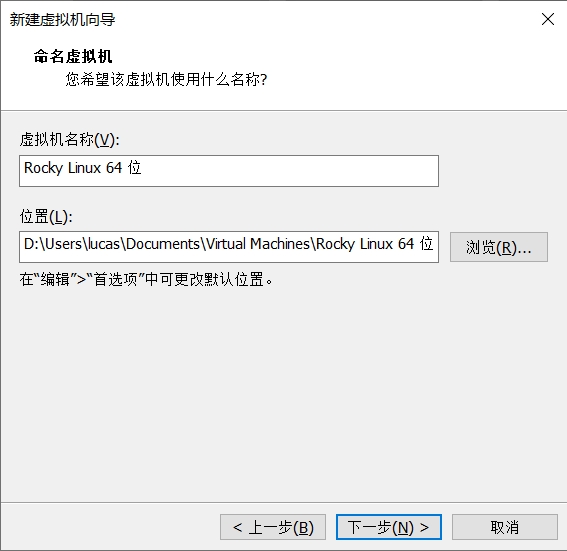 新建虚拟机向导
命名虚拟机
您希望该虚拟机使用什么名称?
虚拟机名称(V):
Rocky Linux 64 位
位置(L):
D:\Users\lucas\Documents\Virtual Machines\Rocky Linux 64 位
浏览(R)...
在“编辑”>“首选项”中可更改默认位置。
< 上一步(B)
下一步(N) >
取消